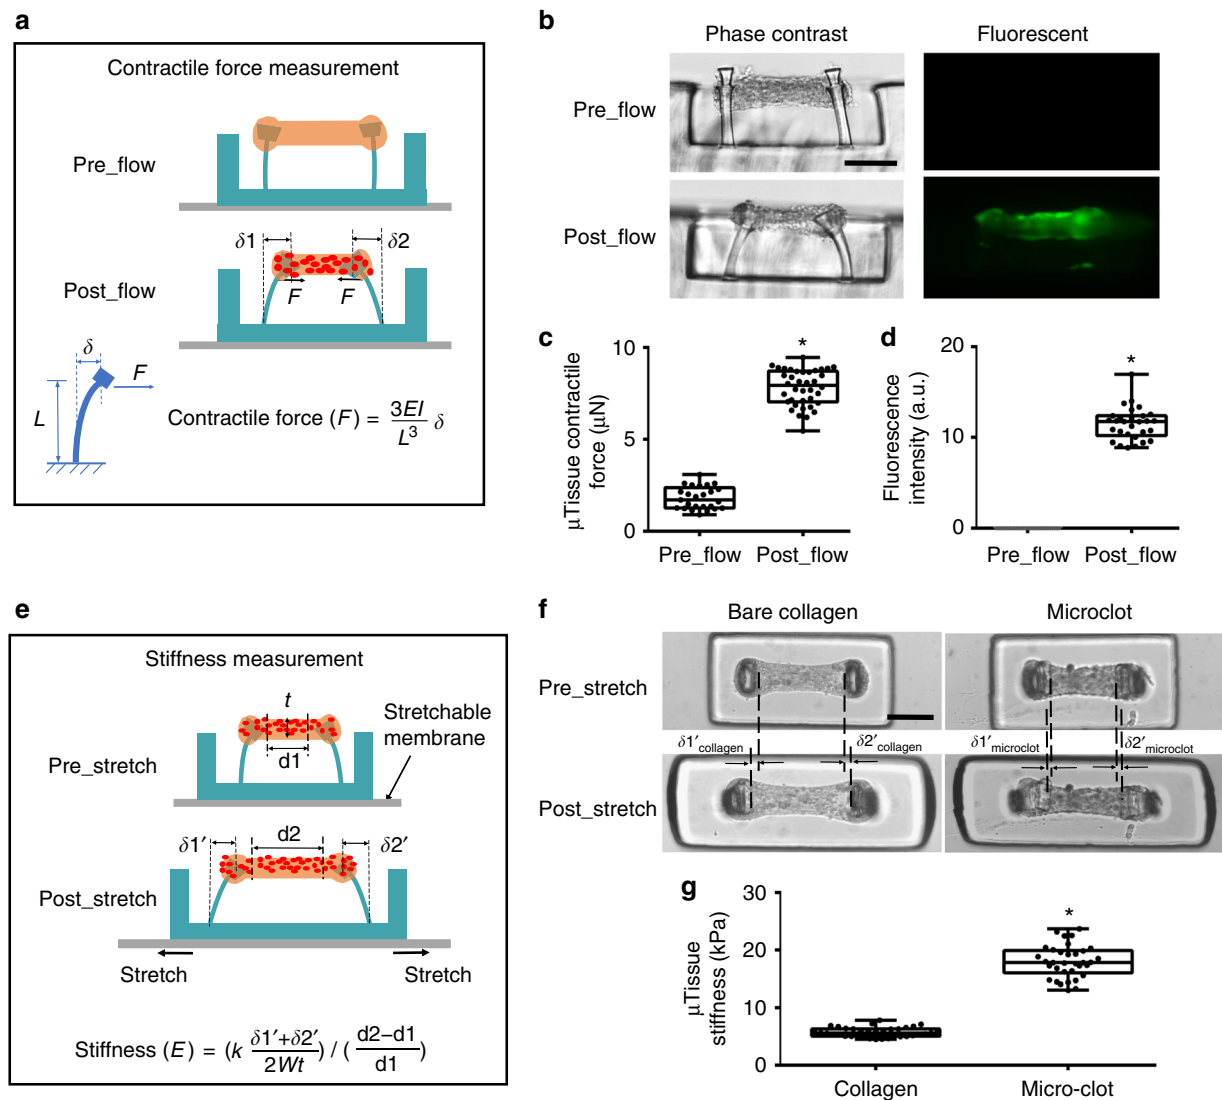 a
Contractile force measurement
Pre_flow
δ1
δ2
Post_flow
F
F
δ
F
L
Contractile force (F) = 3EI/L³ δ
b
Phase contrast
Fluorescent
Pre_flow
Post_flow
c
μTissue contractile
force (μN)
10
5
0
*
Pre_flow
Post_flow
d
Fluorescence
intensity (a.u.)
20
10
0
*
Pre_flow
Post_flow
e
Stiffness measurement
t
Stretchable
membrane
Pre_stretch
d1
δ1′
d2
δ2′
Post_stretch
Stretch
Stretch
Stiffness (E) = (k δ1′+δ2′/2Wt) / ( d2−d1/d1 )
f
Bare collagen
Microclot
Pre_stretch
δ1′collagen
δ2′collagen
δ1′microclot
δ2′microclot
Post_stretch
g
μTissue
stiffness (kPa)
30
20
10
0
*
Collagen
Micro-clot